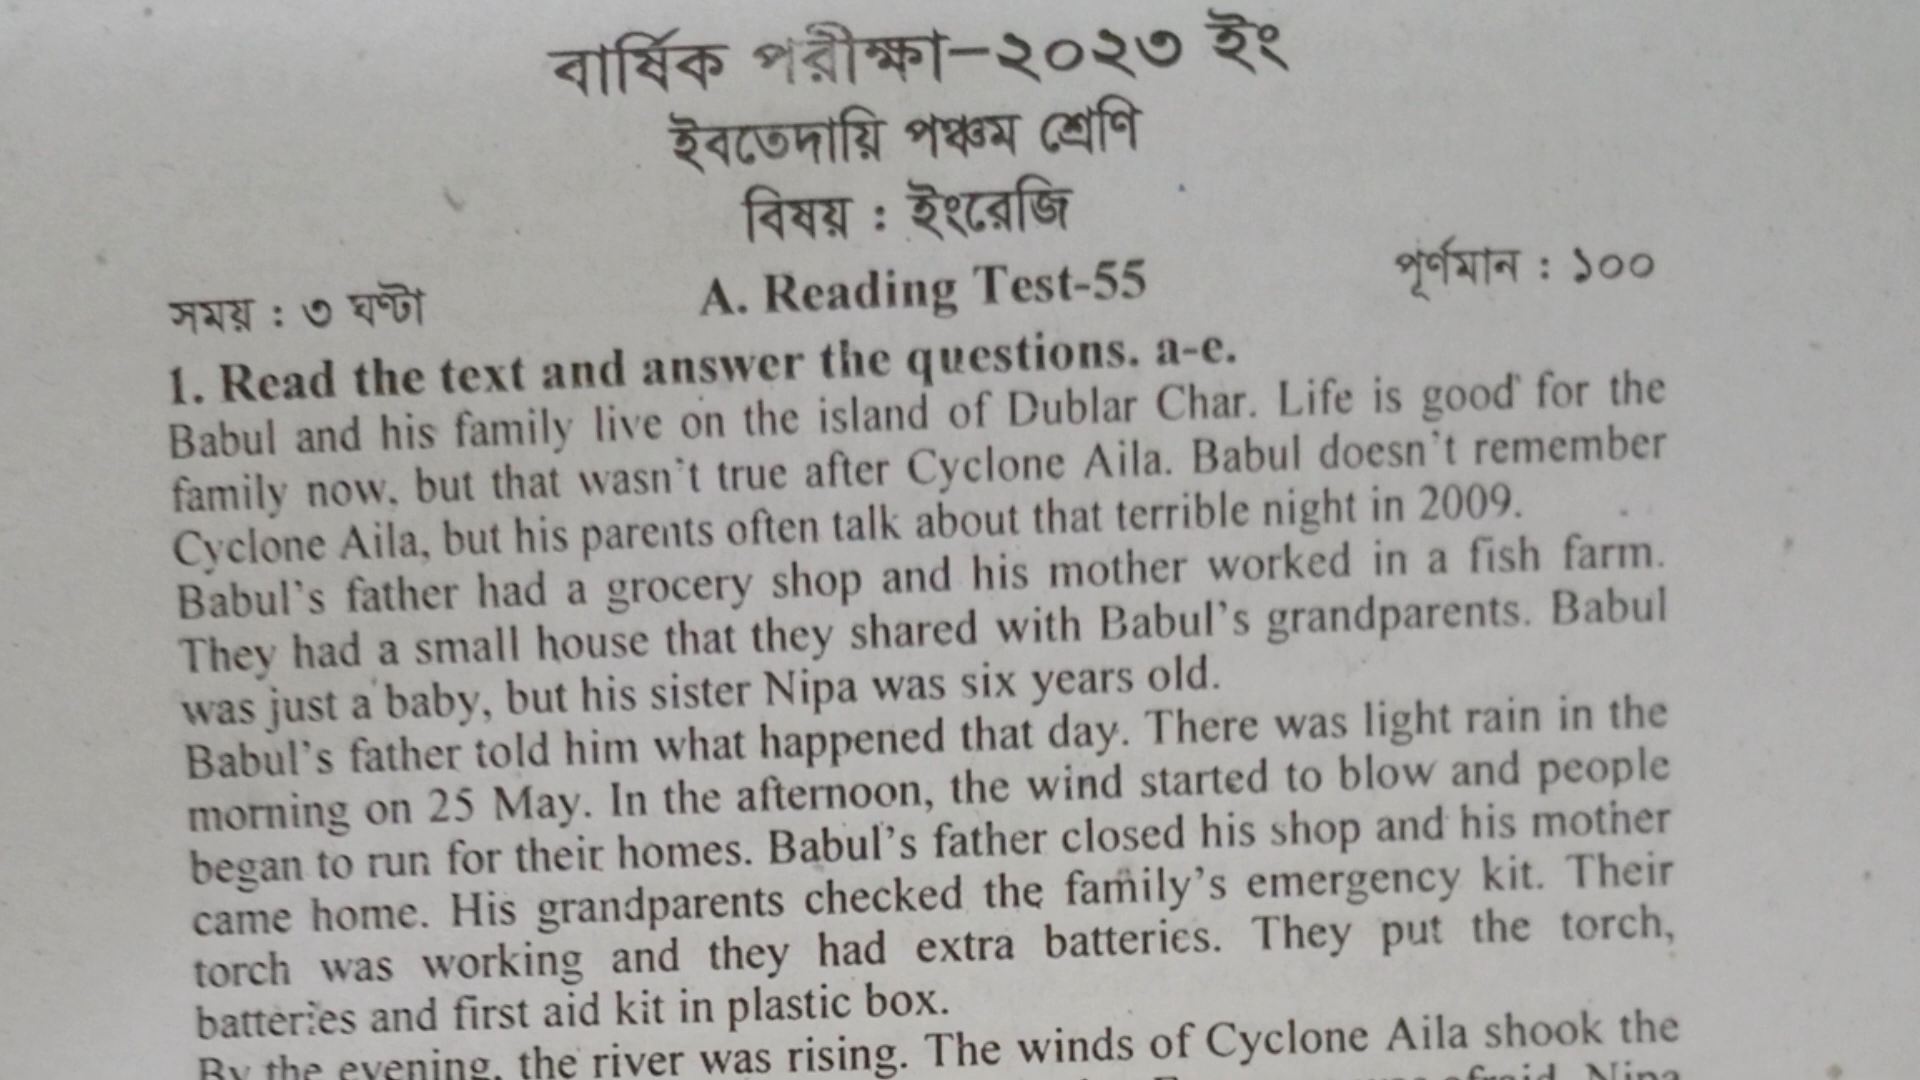 বার্ষিক পরীক্ষা-২০২৩ ইং
ইবতেদায়ি পঞ্চম শ্রেণি
বিষয় : ইংরেজি
সময় : ৩ ঘণ্টা A. Reading Test-55 পূর্ণমান : ১০০
1. Read the text and answer the questions. a-e.
Babul and his family live on the island of Dublar Char. Life is good for the
family now, but that wasn't true after Cyclone Aila. Babul doesn't remember
Cyclone Aila, but his parents often talk about that terrible night in 2009.
Babul's father had a grocery shop and his mother worked in a fish farm.
They had a small house that they shared with Babul's grandparents. Babul
was just a baby, but his sister Nipa was six years old.
Babul's father told him what happened that day. There was light rain in the
morning on 25 May. In the afternoon, the wind started to blow and people
began to run for their homes. Babul's father closed his shop and his mother
came home. His grandparents checked the family's emergency kit. Their
torch was working and they had extra batteries. They put the torch,
batteries and first aid kit in plastic box.
By the evening, the river was rising. The winds of Cyclone Aila shook the
afraid. Nipa